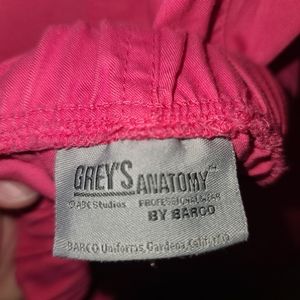 GREY'S ANATOMY™
©ABC Studios PROFESSIONAL WEAR
BY BARCO
BARCO Uniforms, Gardena, Calif.